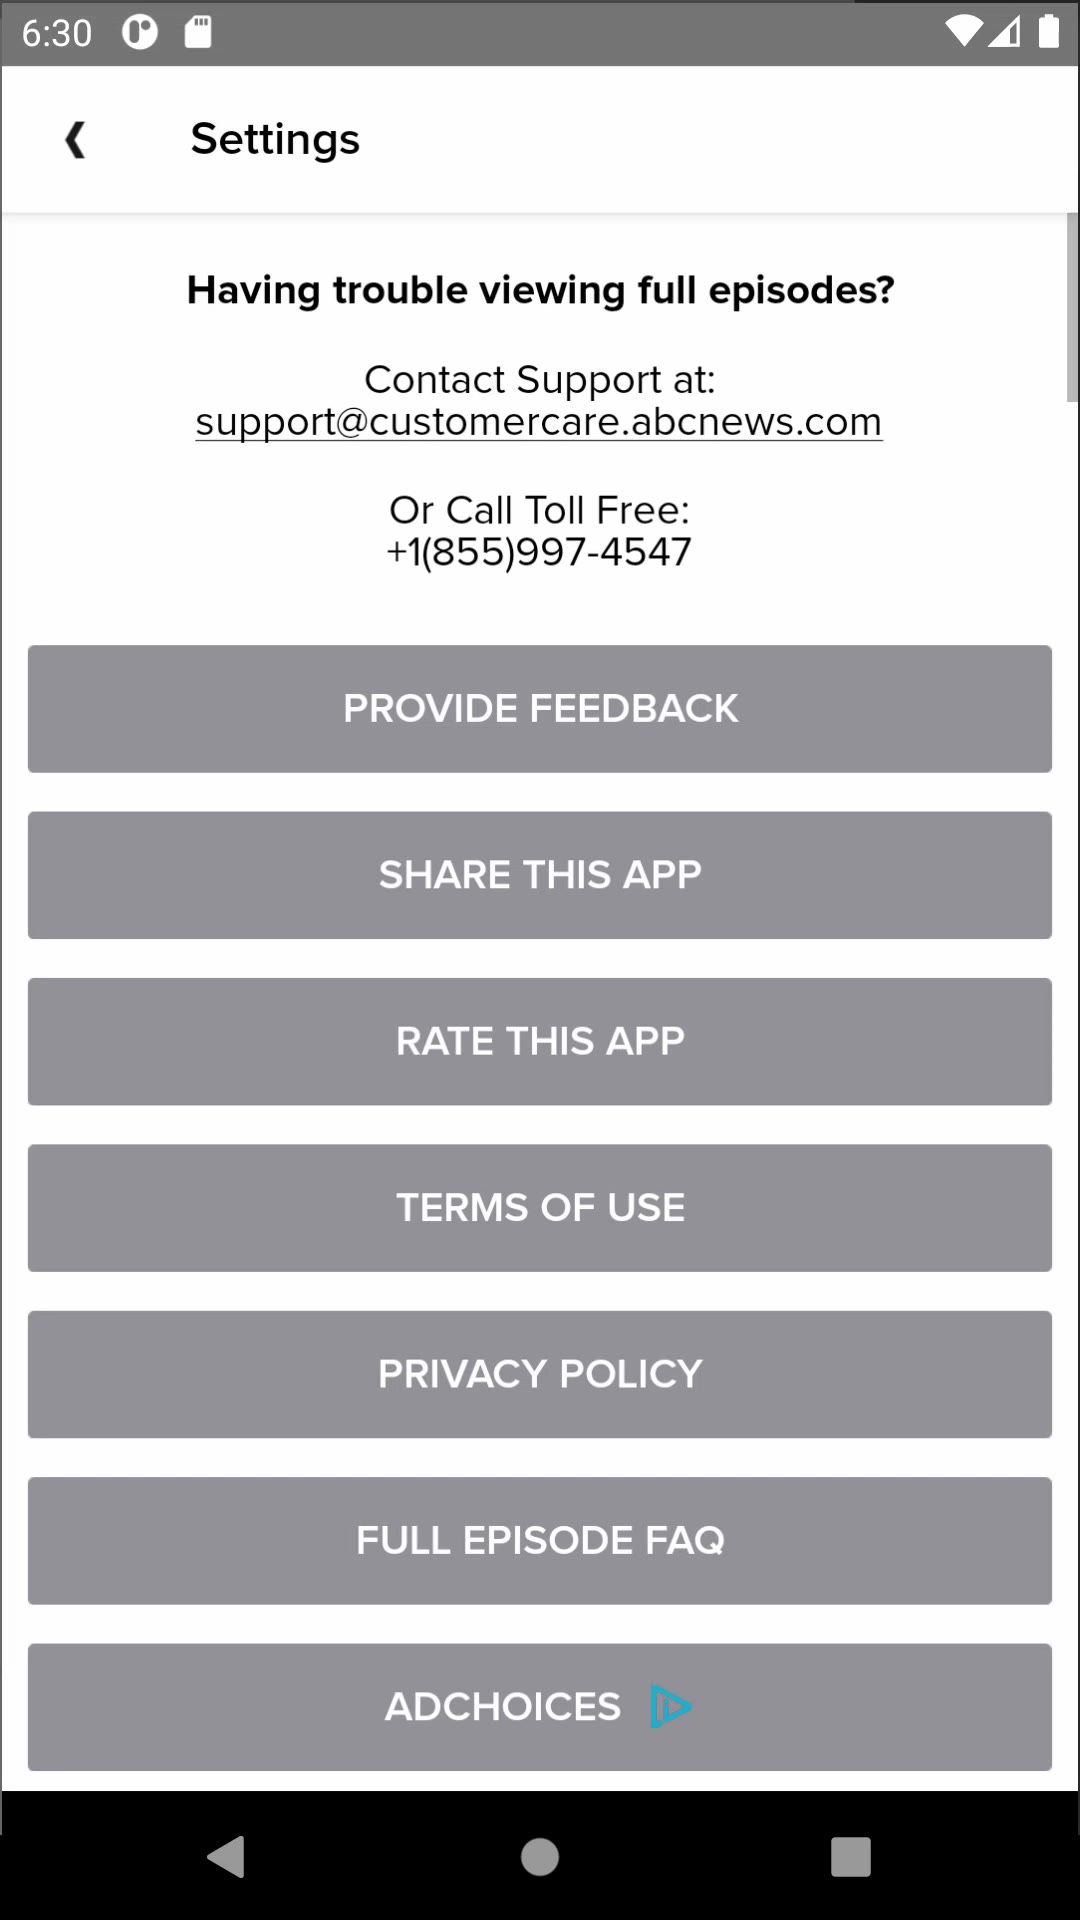 6:30
Settings
Having trouble viewing full episodes?
Contact Support at:
support@customercare.abcnews.com
Or Call Toll Free:
+1(855)997-4547
PROVIDE FEEDBACK
SHARE THIS APP
RATE THIS APP
TERMS OF USE
PRIVACY POLICY
FULL EPISODE FAQ
ADCHOICES